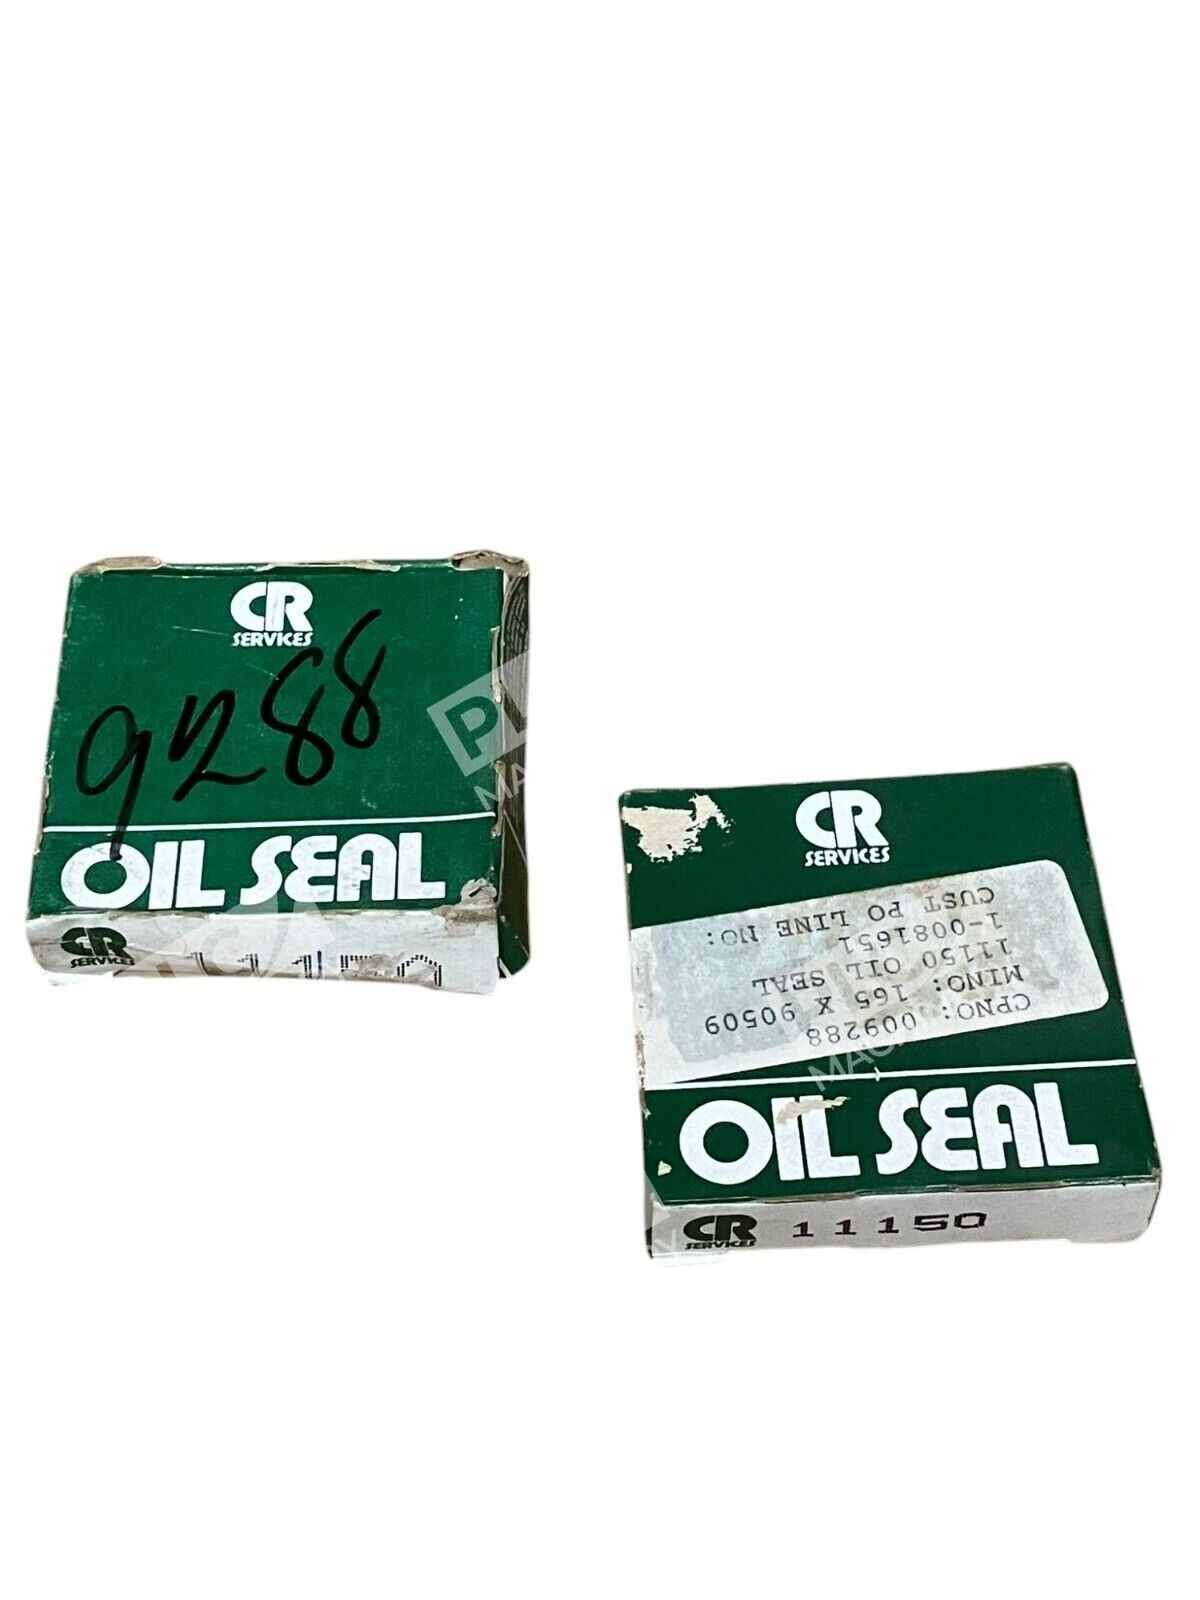 CR
SERVICES
9288
OIL SEAL
CR
SERVICES
11150
CR
SERVICES
CPNO: 009288
MINO: 165 X 90509
11150 OIL SEAL
1-0081651
CUST PO LINE NO:
OIL SEAL
CR
SERVICES
11150